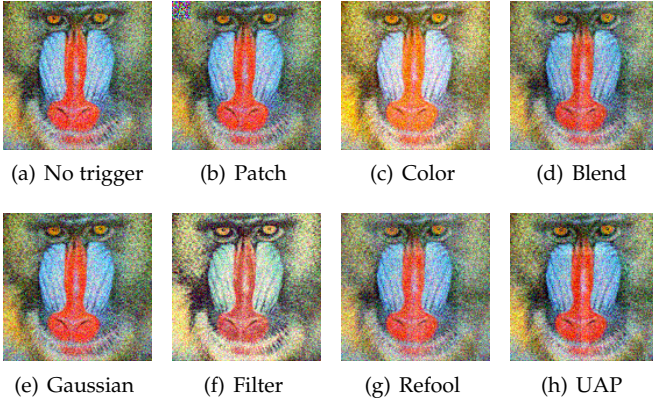 (a) No trigger (b) Patch (c) Color (d) Blend
(e) Gaussian (f) Filter (g) Refool (h) UAP